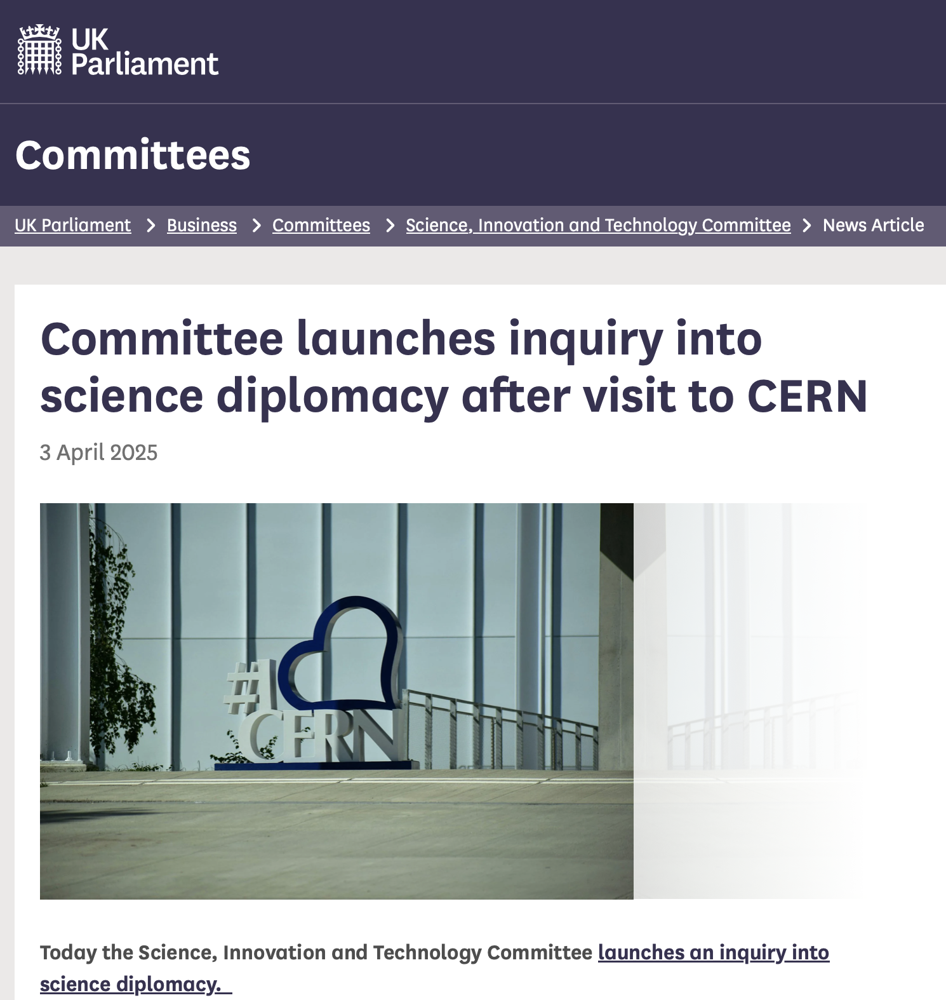 UK
Parliament
Committees
UK Parliament > Business > Committees > Science, Innovation and Technology Committee > News Article
Committee launches inquiry into
science diplomacy after visit to CERN
3 April 2025
#I
CERN
Today the Science, Innovation and Technology Committee launches an inquiry into
science diplomacy.